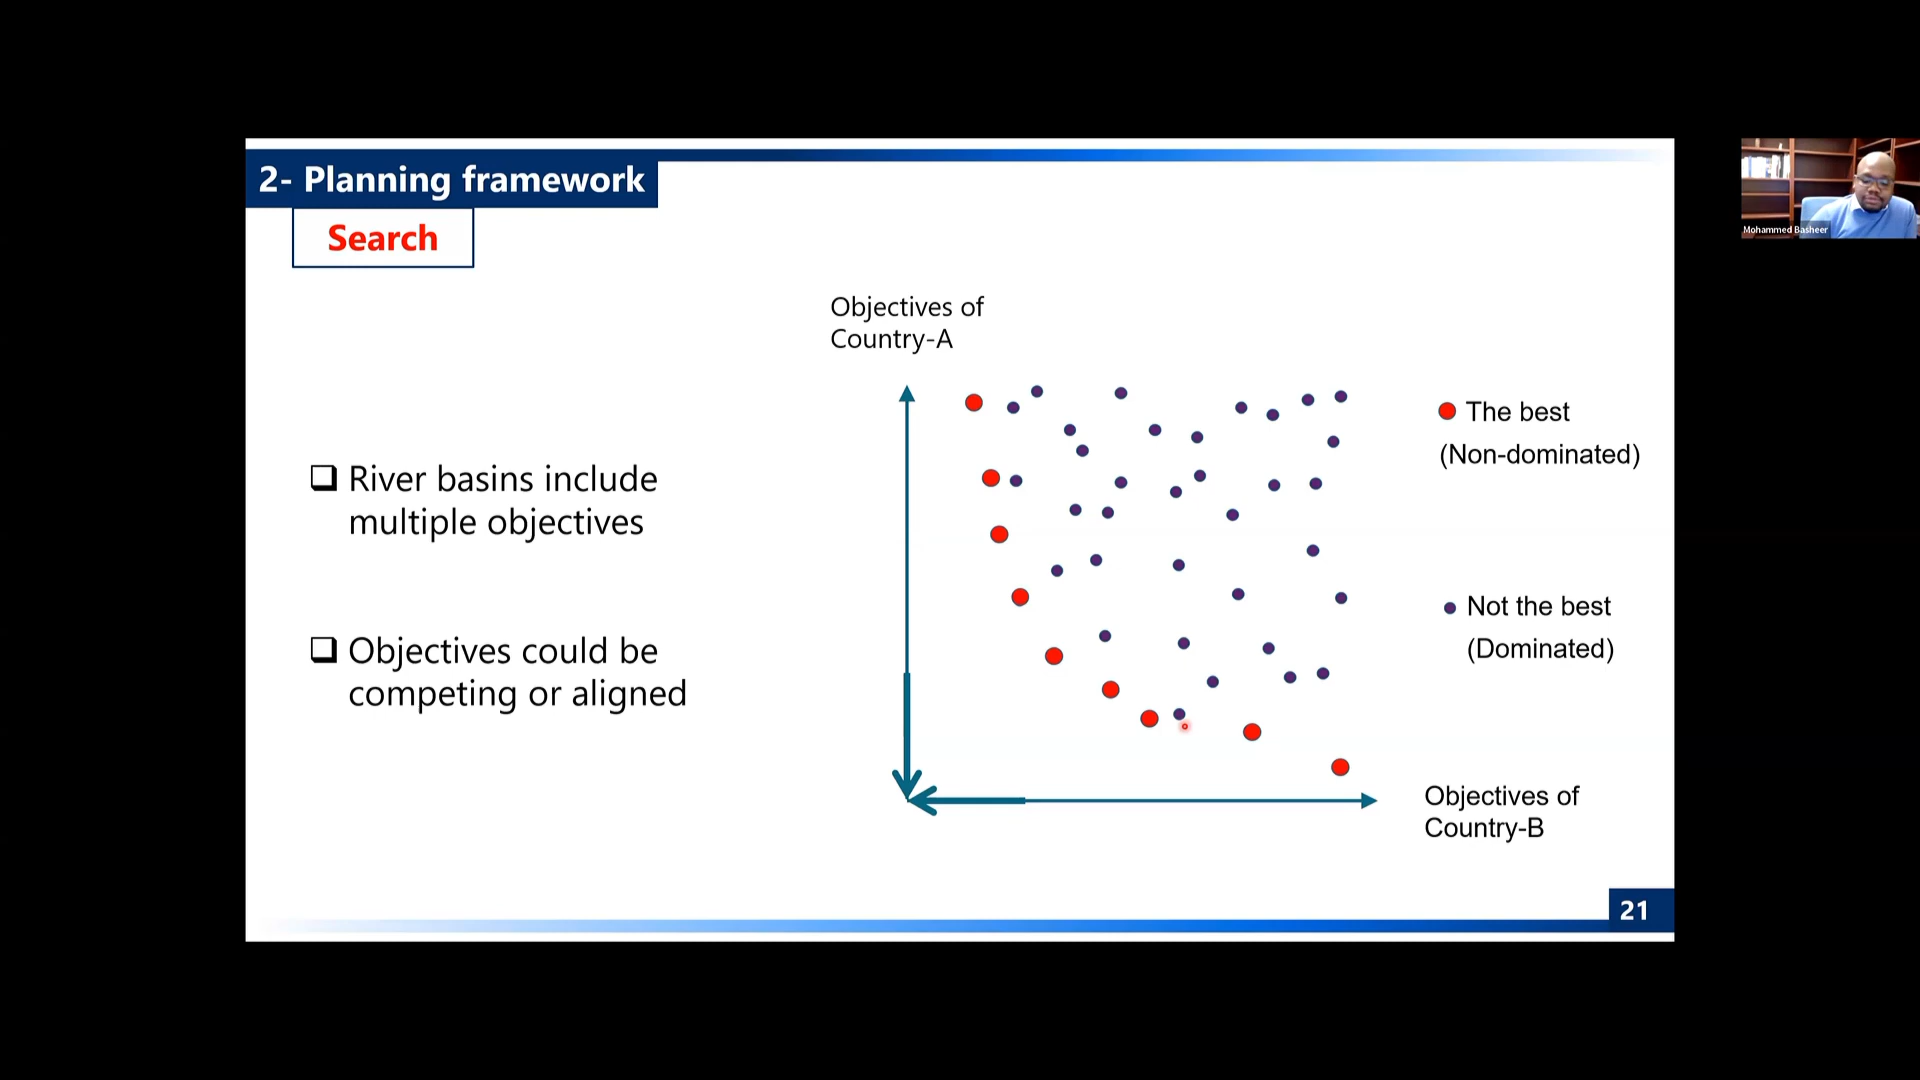 2- Planning framework
Search
Objectives of
Country-A
River basins include
multiple objectives
Objectives could be
competing or aligned
The best
(Non-dominated)
Not the best
(Dominated)
Objectives of
Country-B
21
Mohammed Basheer